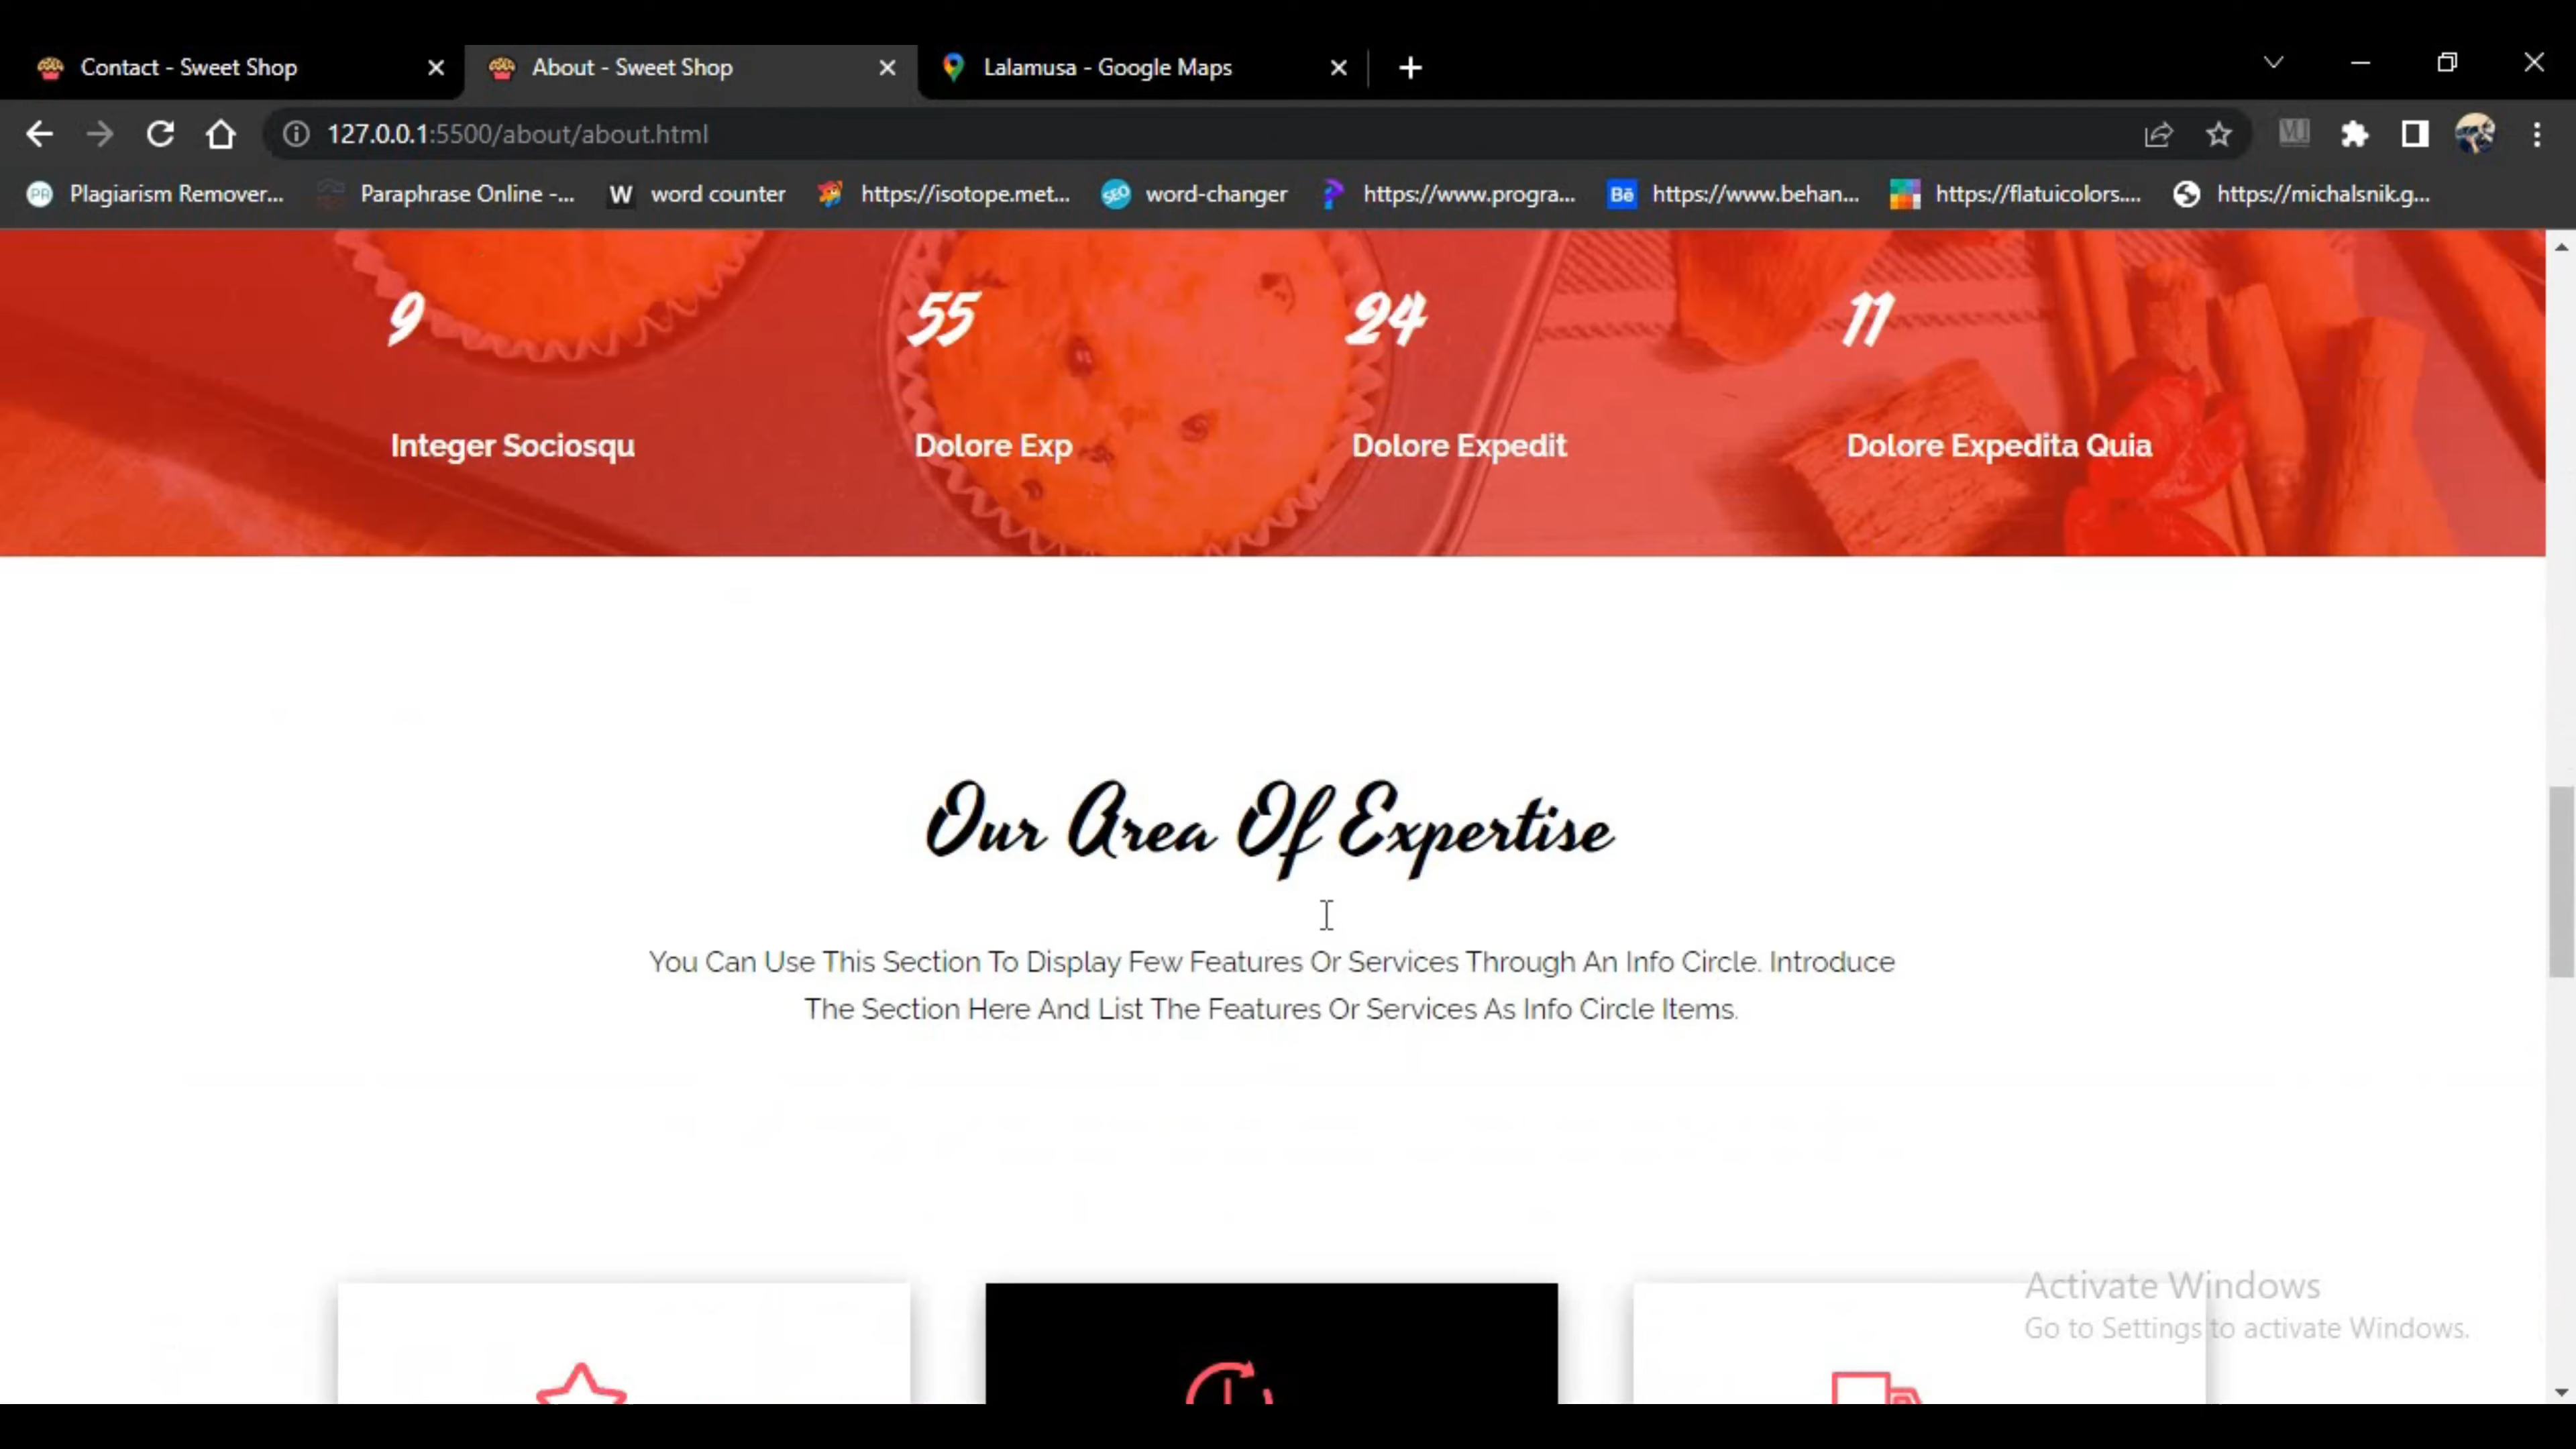 Contact - Sweet Shop
About - Sweet Shop
Lalamusa - Google Maps
127.0.0.1:5500/about/about.html
Plagiarism Remover...
Paraphrase Online -...
word counter
https://isotope.met...
word-changer
https://www.progra...
https://www.behan...
https://flatuicolors....
https://michalsnik.g...
9
55
24
11
Integer Sociosqu
Dolore Exp
Dolore Expedit
Dolore Expedita Quia
Our Area Of Expertise
You Can Use This Section To Display Few Features Or Services Through An Info Circle. Introduce
The Section Here And List The Features Or Services As Info Circle Items.
Activate Windows
Go to Settings to activate Windows.